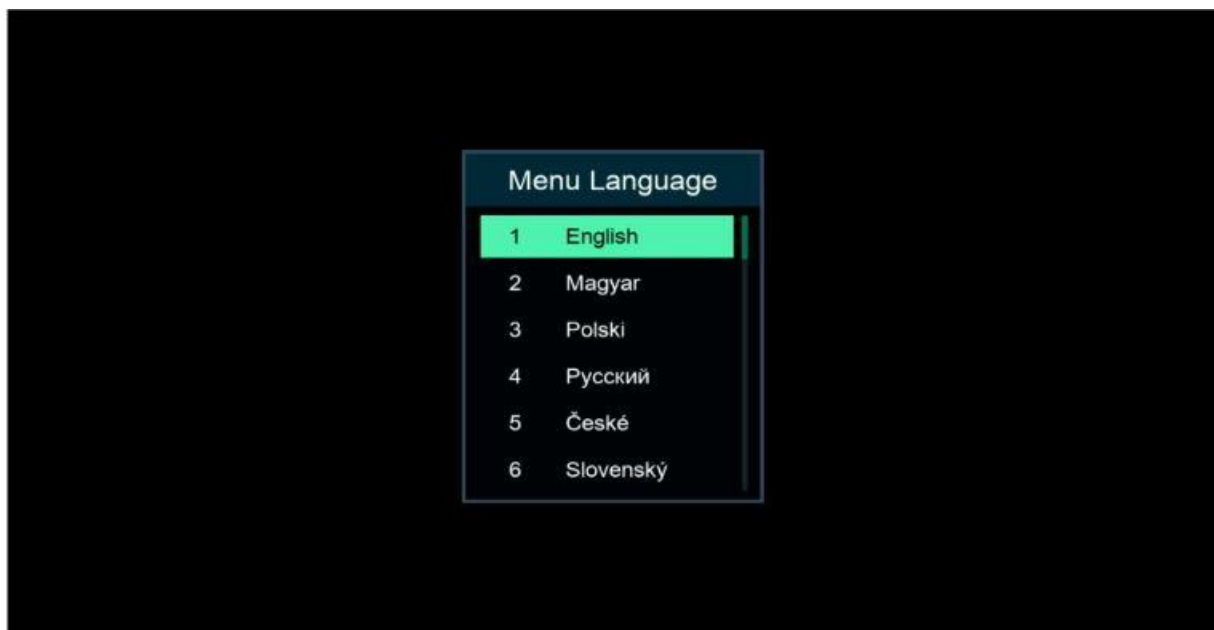 Menu Language
1 English
2 Magyar
3 Polski
4 Русский
5 České
6 Slovenský